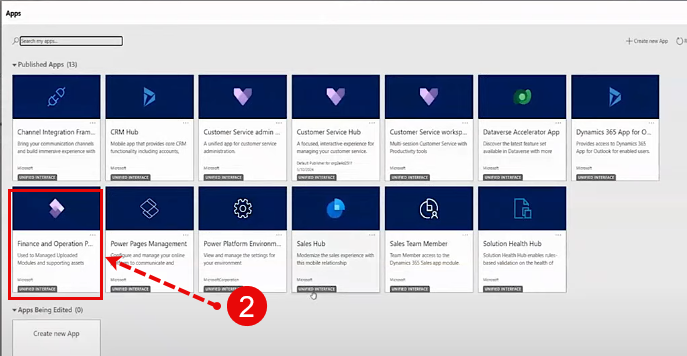 Apps
Search my apps...
Create new App
Published Apps (13)
Channel Integration Fram...
Bring your communication channels and build immersive experience with
Microsoft
UNIFIED INTERFACE
CRM Hub
Mobile app that provides core CRM functionality including accounts,
Microsoft
UNIFIED INTERFACE
Customer Service admin ...
A unified app for customer service administration.
Microsoft
UNIFIED INTERFACE
Customer Service Hub
A focused, interactive experience for managing your customer service.
Microsoft
UNIFIED INTERFACE
Customer Service worksp...
Multi-session Customer Service with Productivity tools
Microsoft
UNIFIED INTERFACE
Dataverse Accelerator App
Discover the latest feature set available in Dataverse with more
Microsoft
UNIFIED INTERFACE
Dynamics 365 App for O...
Provides access to Dynamics 365 App for Outlook for enabled users.
Microsoft
UNIFIED INTERFACE
Finance and Operation P...
Used to Managed Uploaded Modules and supporting assets
Microsoft
UNIFIED INTERFACE
Power Pages Management
and manage your online
to communicate and
Microsoft
UNIFIED INTERFACE
Power Platform Environm...
View and manage the settings for your environment
MicrosoftCorporation
UNIFIED INTERFACE
Sales Hub
Modernize the sales experience with this mobile relationship
Microsoft
UNIFIED INTERFACE
Sales Team Member
Team Member access to the Dynamics 365 Sales app module.
Microsoft
UNIFIED INTERFACE
Solution Health Hub
Solution Health Hub enables rules-based validation on the health of
Microsoft
UNIFIED INTERFACE
2
Apps Being Edited (0)
Create new App